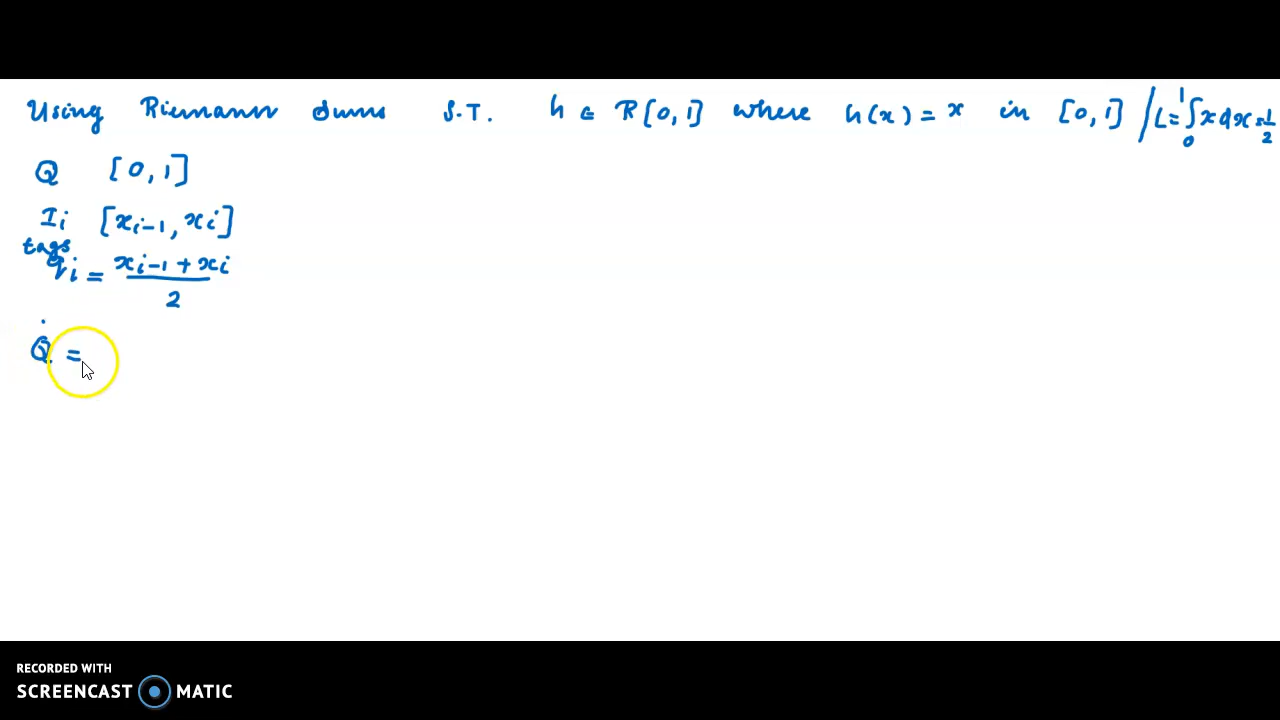 Using Riemann Sums S.T. h ∈ R[0,1] where h(x) = x in [0,1] / L = ∫₀¹ x dx = 1/2
Q [0,1]
Iᵢ [xᵢ₋₁, xᵢ]
tags
qᵢ = (xᵢ₋₁ + xᵢ)/2
Q̇ =
RECORDED WITH
SCREENCAST MATIC